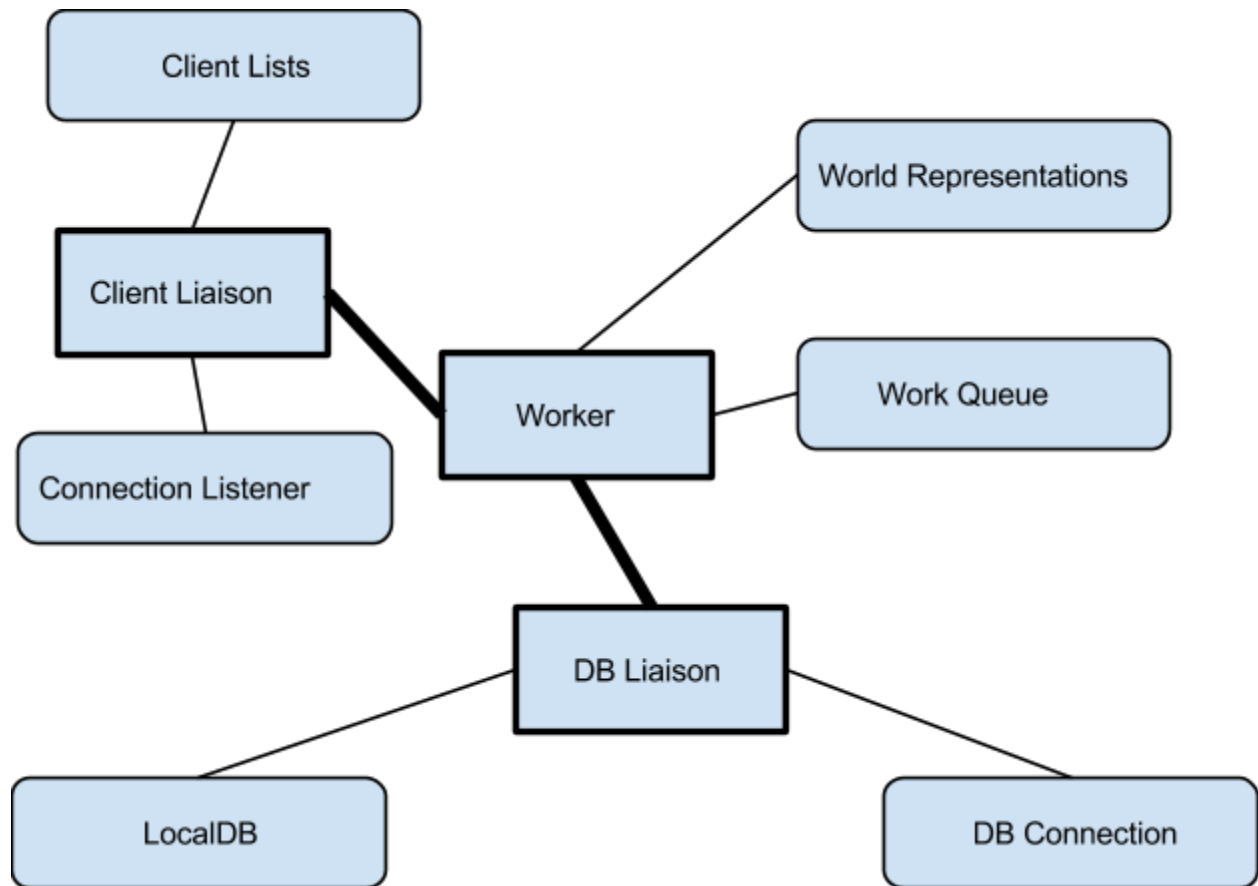 Client Lists
World Representations
Client Liaison
Work Queue
Worker
Connection Listener
DB Liaison
LocalDB
DB Connection